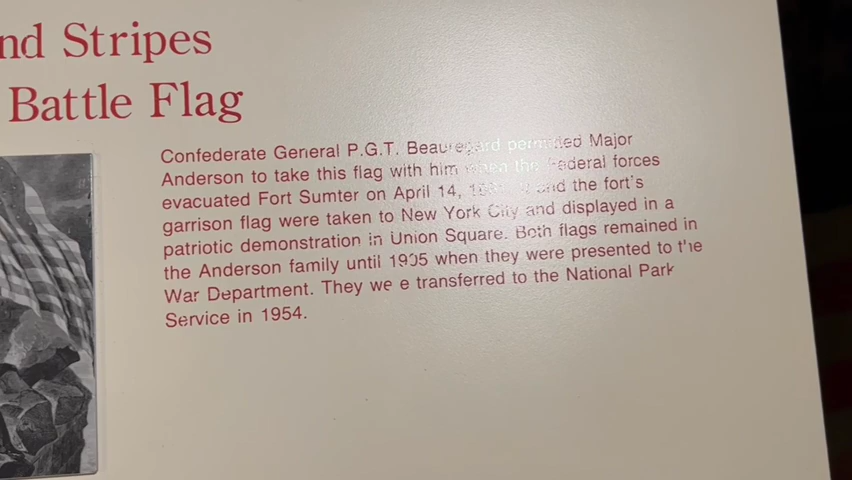 nd Stripes
Battle Flag
Confederate General P.G.T. Beauregard permitted Major
Anderson to take this flag with him when the Federal forces
evacuated Fort Sumter on April 14, and the fort's
garrison flag were taken to New York City and displayed in a
patriotic demonstration in Union Square. Both flags remained in
the Anderson family until 1905 when they were presented to the
War Department. They we e transferred to the National Park
Service in 1954.